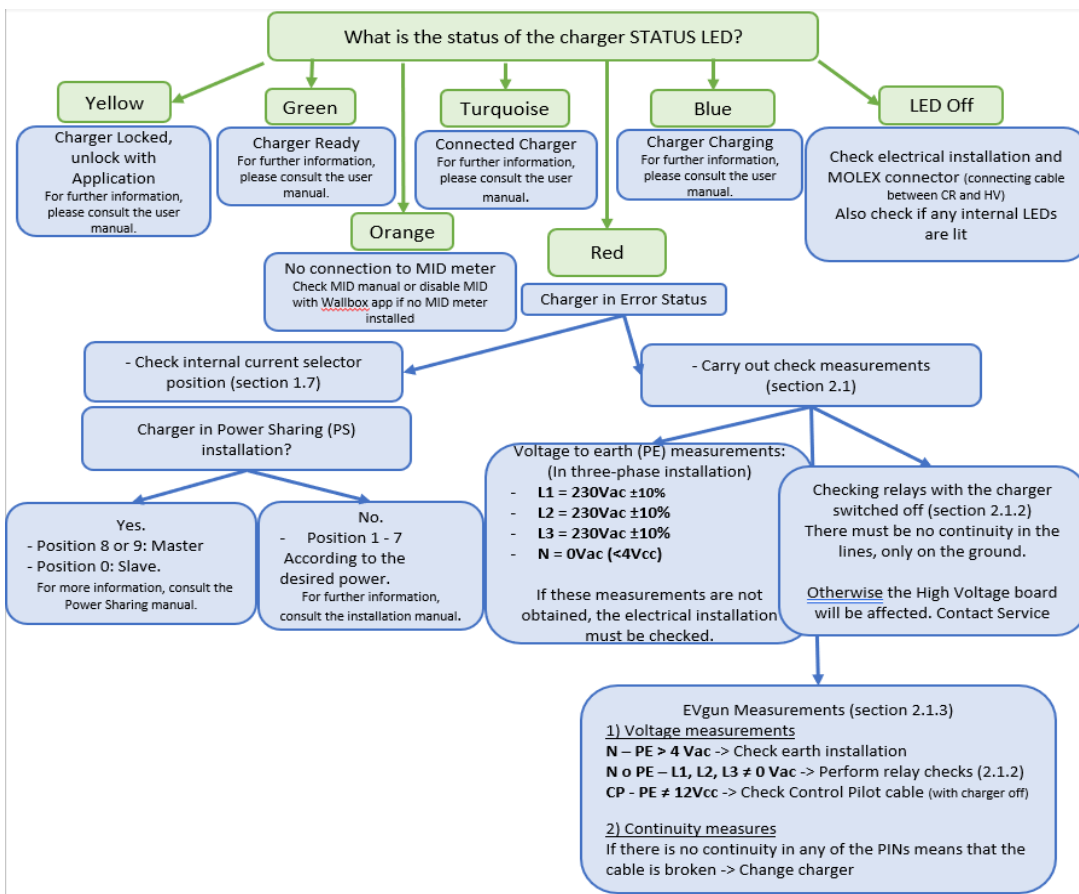 What is the status of the charger STATUS LED?
Yellow
Charger Locked,
unlock with
Application
For further information,
please consult the user
manual.
Green
Charger Ready
For further information,
please consult the user
manual.
Turquoise
Connected Charger
For further information,
please consult the user
manual.
Blue
Charger Charging
For further information,
please consult the user
manual.
LED Off
Check electrical installation and
MOLEX connector (connecting cable
between CR and HV)
Also check if any internal LEDs
are lit
Orange
No connection to MID meter
Check MID manual or disable MID
with Wallbox app if no MID meter
installed
Red
Charger in Error Status
- Check internal current selector
position (section 1.7)
Charger in Power Sharing (PS)
installation?
Yes.
- Position 8 or 9: Master
- Position 0: Slave.
For more information, consult the
Power Sharing manual.
No.
- Position 1 - 7
According to the
desired power.
For further information,
consult the installation manual.
- Carry out check measurements
(section 2.1)
Voltage to earth (PE) measurements:
(In three-phase installation)
- L1 = 230Vac ±10%
- L2 = 230Vac ±10%
- L3 = 230Vac ±10%
- N = 0Vac (<4Vcc)
If these measurements are not
obtained, the electrical installation
must be checked.
Checking relays with the charger
switched off (section 2.1.2)
There must be no continuity in the
lines, only on the ground.
Otherwise the High Voltage board
will be affected. Contact Service
EVgun Measurements (section 2.1.3)
1) Voltage measurements
N – PE > 4 Vac -> Check earth installation
N o PE – L1, L2, L3 ≠ 0 Vac -> Perform relay checks (2.1.2)
CP - PE ≠ 12Vcc -> Check Control Pilot cable (with charger off)
2) Continuity measures
If there is no continuity in any of the PINs means that the
cable is broken -> Change charger